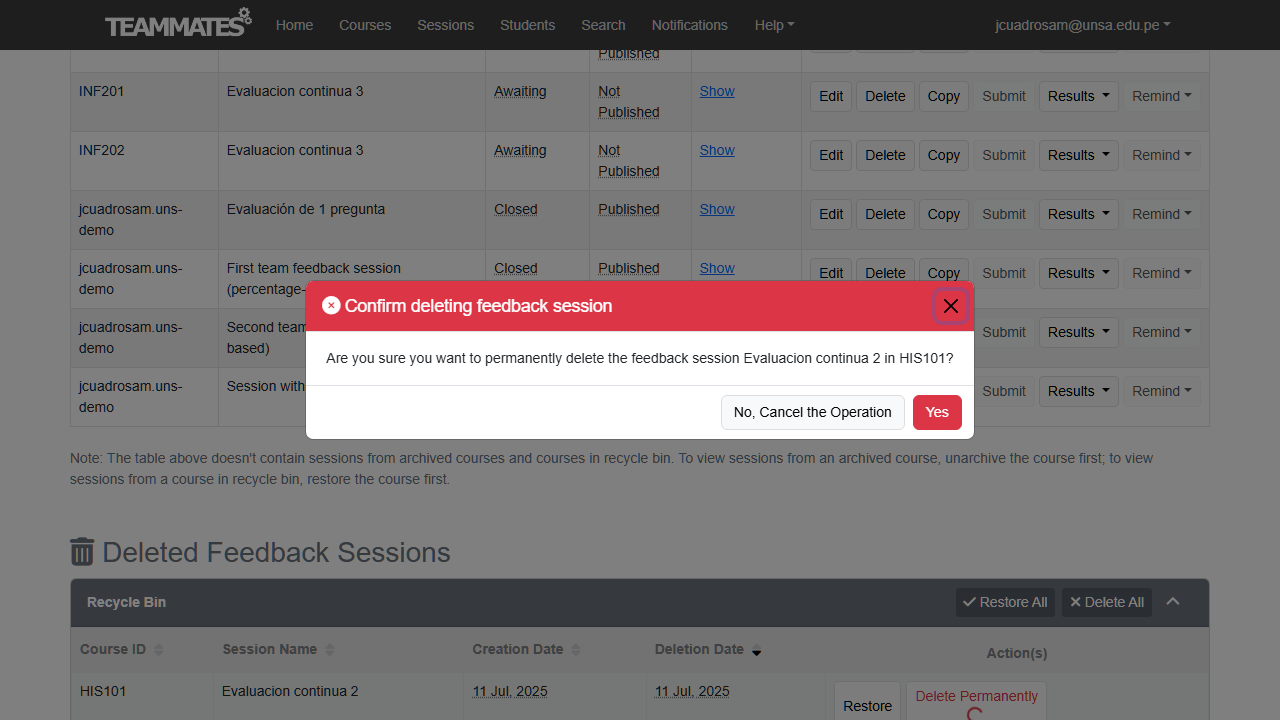 TEAMMATES Home Courses Sessions Students Search Notifications Help jcuadrosam@unsa.edu.pe
Published
INF201 Evaluacion continua 3 Awaiting Not Published Show Edit Delete Copy Submit Results Remind
INF202 Evaluacion continua 3 Awaiting Not Published Show Edit Delete Copy Submit Results Remind
jcuadrosam.uns-demo Evaluación de 1 pregunta Closed Published Show Edit Delete Copy Submit Results Remind
jcuadrosam.uns-demo First team feedback session (percentage- Closed Published Show Edit Delete Copy Submit Results Remind
jcuadrosam.uns-demo Second team based) Submit Results Remind
jcuadrosam.uns-demo Session with Submit Results Remind
Confirm deleting feedback session
Are you sure you want to permanently delete the feedback session Evaluacion continua 2 in HIS101?
No, Cancel the Operation Yes
Note: The table above doesn't contain sessions from archived courses and courses in recycle bin. To view sessions from an archived course, unarchive the course first; to view
sessions from a course in recycle bin, restore the course first.
Deleted Feedback Sessions
Recycle Bin Restore All Delete All
Course ID Session Name Creation Date Deletion Date Action(s)
HIS101 Evaluacion continua 2 11 Jul, 2025 11 Jul, 2025 Restore Delete Permanently